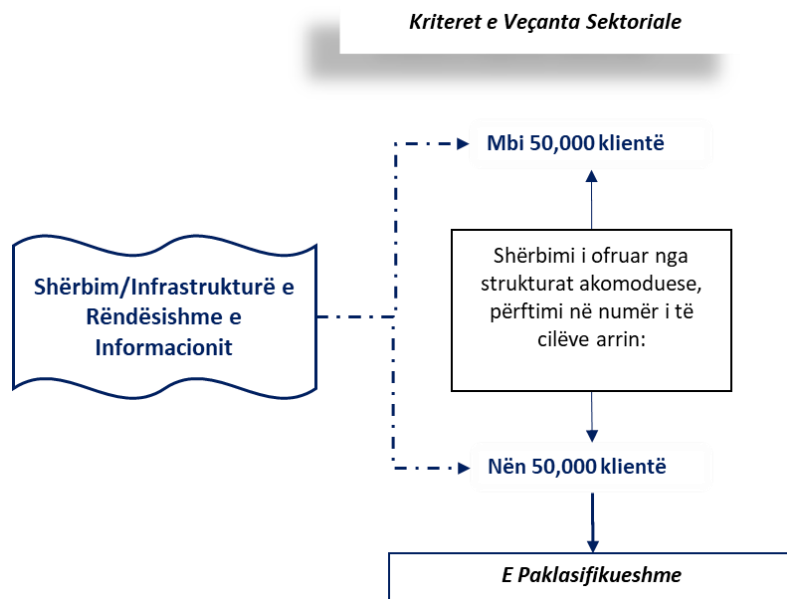 Kriteret e Veçanta Sektoriale
Mbi 50,000 klientë
Shërbim/Infrastrukturë e
Rëndësishme e
Informacionit
Shërbimi i ofruar nga
strukturat akomoduese,
përftimi në numër i të
cilëve arrin:
Nën 50,000 klientë
E Paklasifikueshme